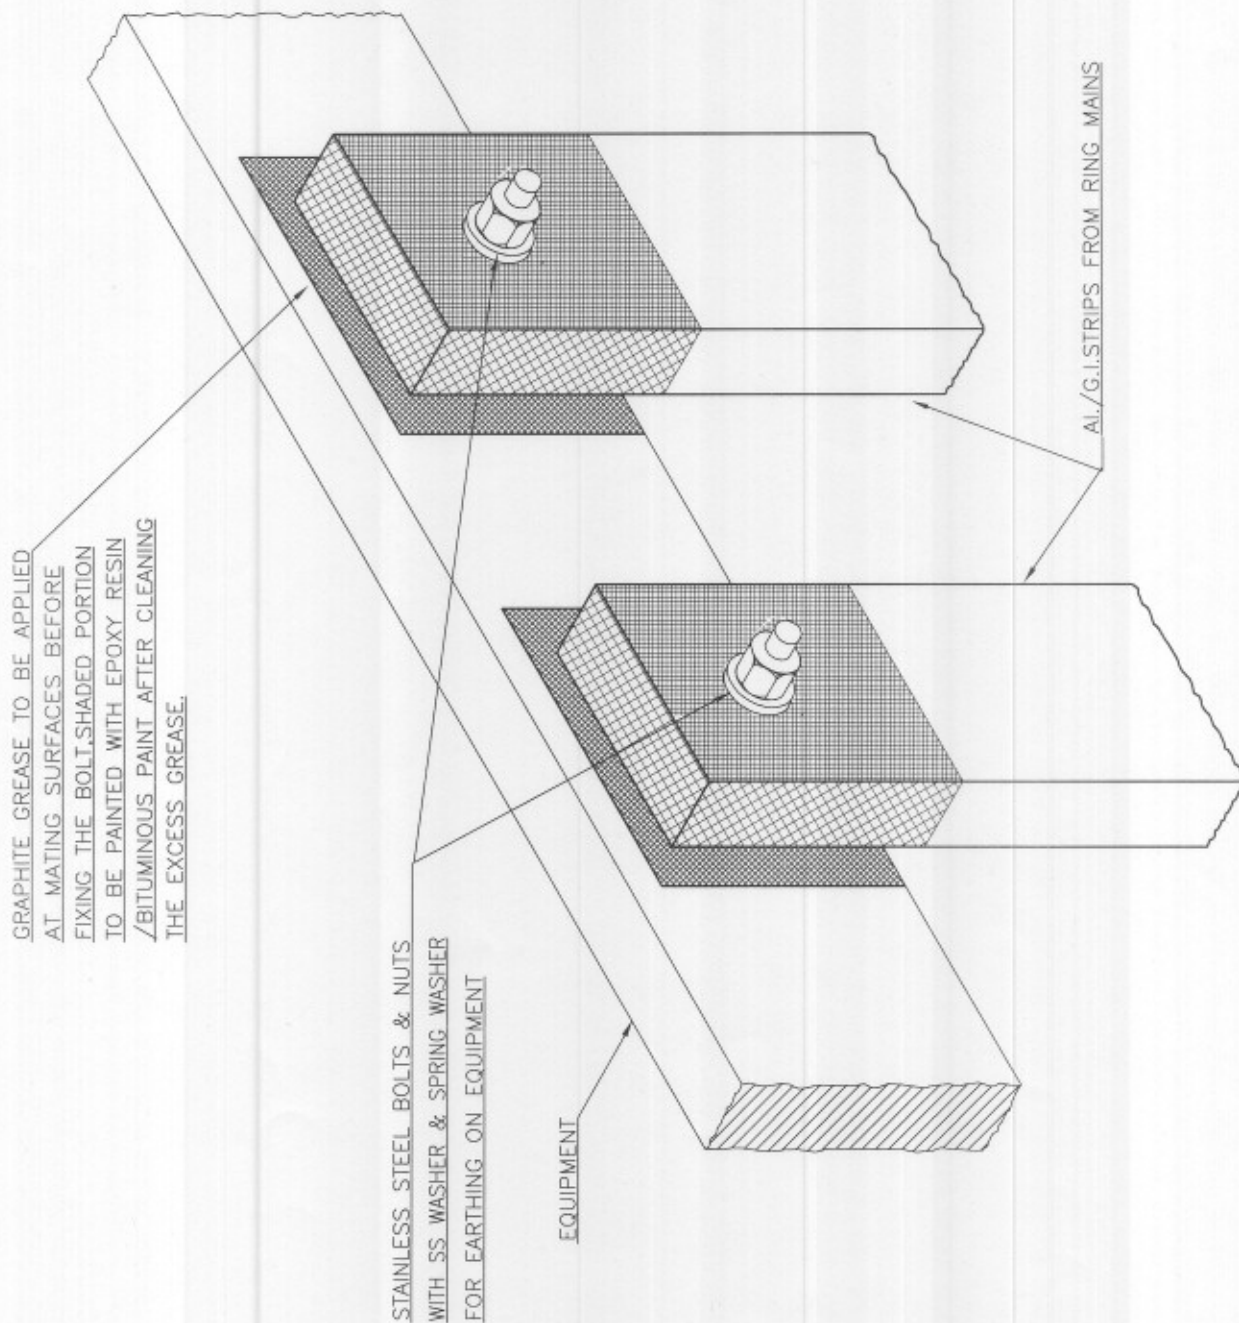 GRAPHITE GREASE TO BE APPLIED
AT MATING SURFACES BEFORE
FIXING THE BOLT.SHADED PORTION
TO BE PAINTED WITH EPOXY RESIN
/BITUMINOUS PAINT AFTER CLEANING
THE EXCESS GREASE.
STAINLESS STEEL BOLTS & NUTS
WITH SS WASHER & SPRING WASHER
FOR EARTHING ON EQUIPMENT
EQUIPMENT
Al./G.I.STRIPS FROM RING MAINS